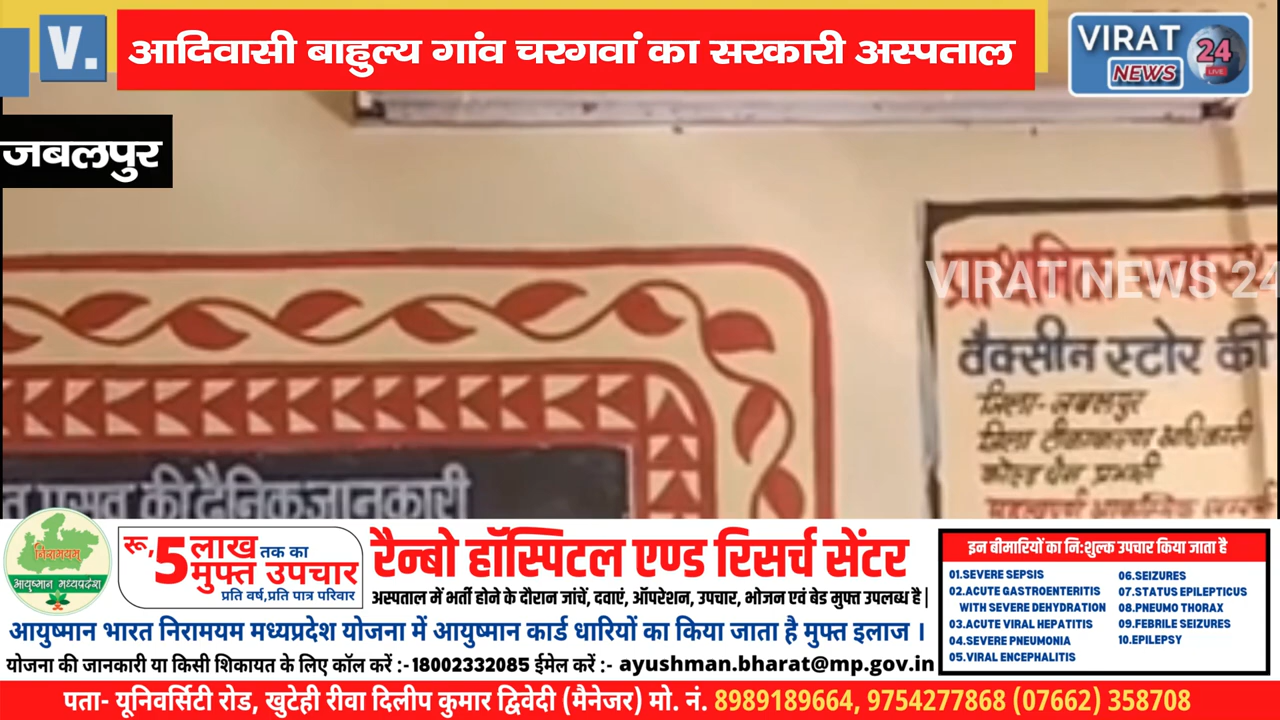 V.
आदिवासी बाहुल्य गांव चरगवां का सरकारी अस्पताल
VIRAT
24
LIVE
NEWS
जबलपुर
VIRAT NEWS 24
वैक्सीन स्टोर की
जिला- जबलपुर
जिला टीकाकरण अधिकारी
कोल्ड चेन प्रभारी
प्रसव की दैनिक जानकारी
निरामयम्
आयुष्मान मध्यप्रदेश
रू.5 लाख तक का
मुफ्त उपचार
प्रति वर्ष,प्रति पात्र परिवार
रैन्बो हॉस्पिटल एण्ड रिसर्च सेंटर
अस्पताल में भर्ती होने के दौरान जांचें, दवाएं, ऑपरेशन, उपचार, भोजन एवं बेड मुफ्त उपलब्ध है|
आयुष्मान भारत निरामयम मध्यप्रदेश योजना में आयुष्मान कार्ड धारियों का किया जाता है मुफ्त इलाज ।
योजना की जानकारी या किसी शिकायत के लिए कॉल करें :- 18002332085 ईमेल करें :- ayushman.bharat@mp.gov.in
इन बीमारियों का नि:शुल्क उपचार किया जाता है
01.SEVERE SEPSIS
02.ACUTE GASTROENTERITIS
WITH SEVERE DEHYDRATION
03.ACUTE VIRAL HEPATITIS
04.SEVERE PNEUMONIA
05.VIRAL ENCEPHALITIS
06.SEIZURES
07.STATUS EPILEPTICUS
08.PNEUMO THORAX
09.FEBRILE SEIZURES
10.EPILEPSY
पता- यूनिवर्सिटी रोड, खुटेही रीवा दिलीप कुमार द्विवेदी (मैनेजर) मो. नं. 8989189664, 9754277868 (07662) 358708